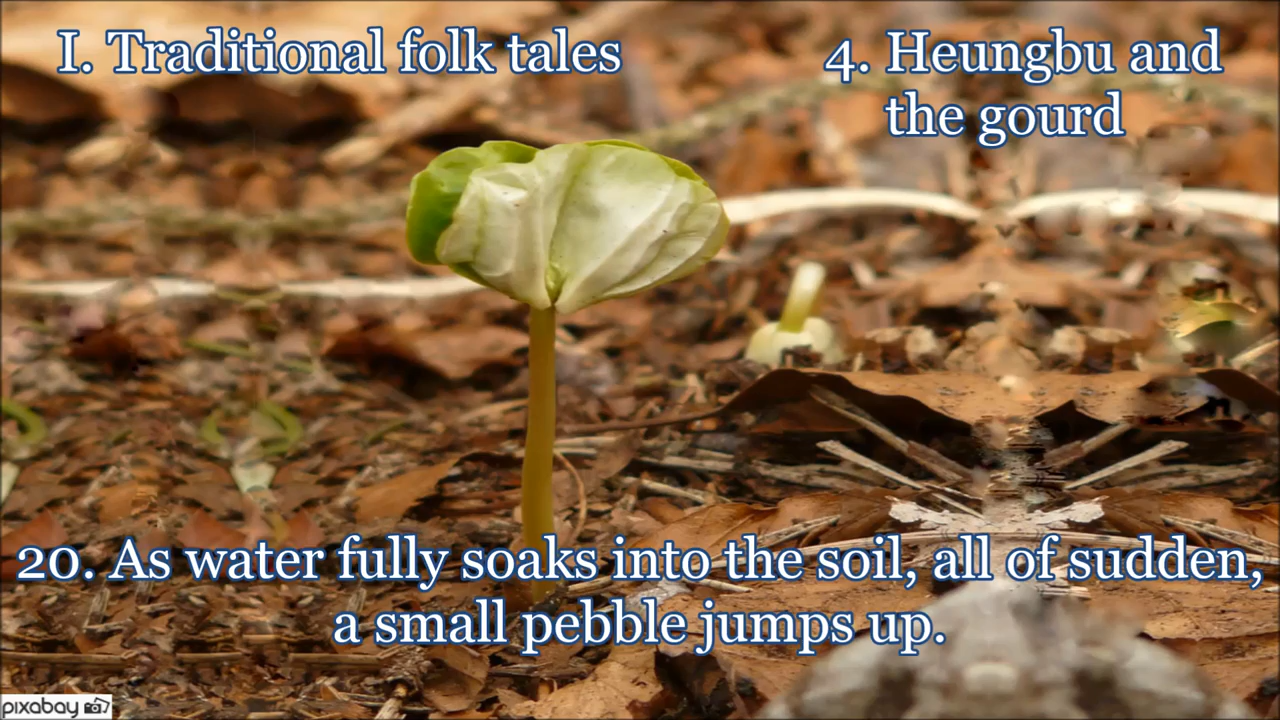 I. Traditional folk tales
4. Heungbu and
the gourd
20. As water fully soaks into the soil, all of sudden,
a small pebble jumps up.
pixabay